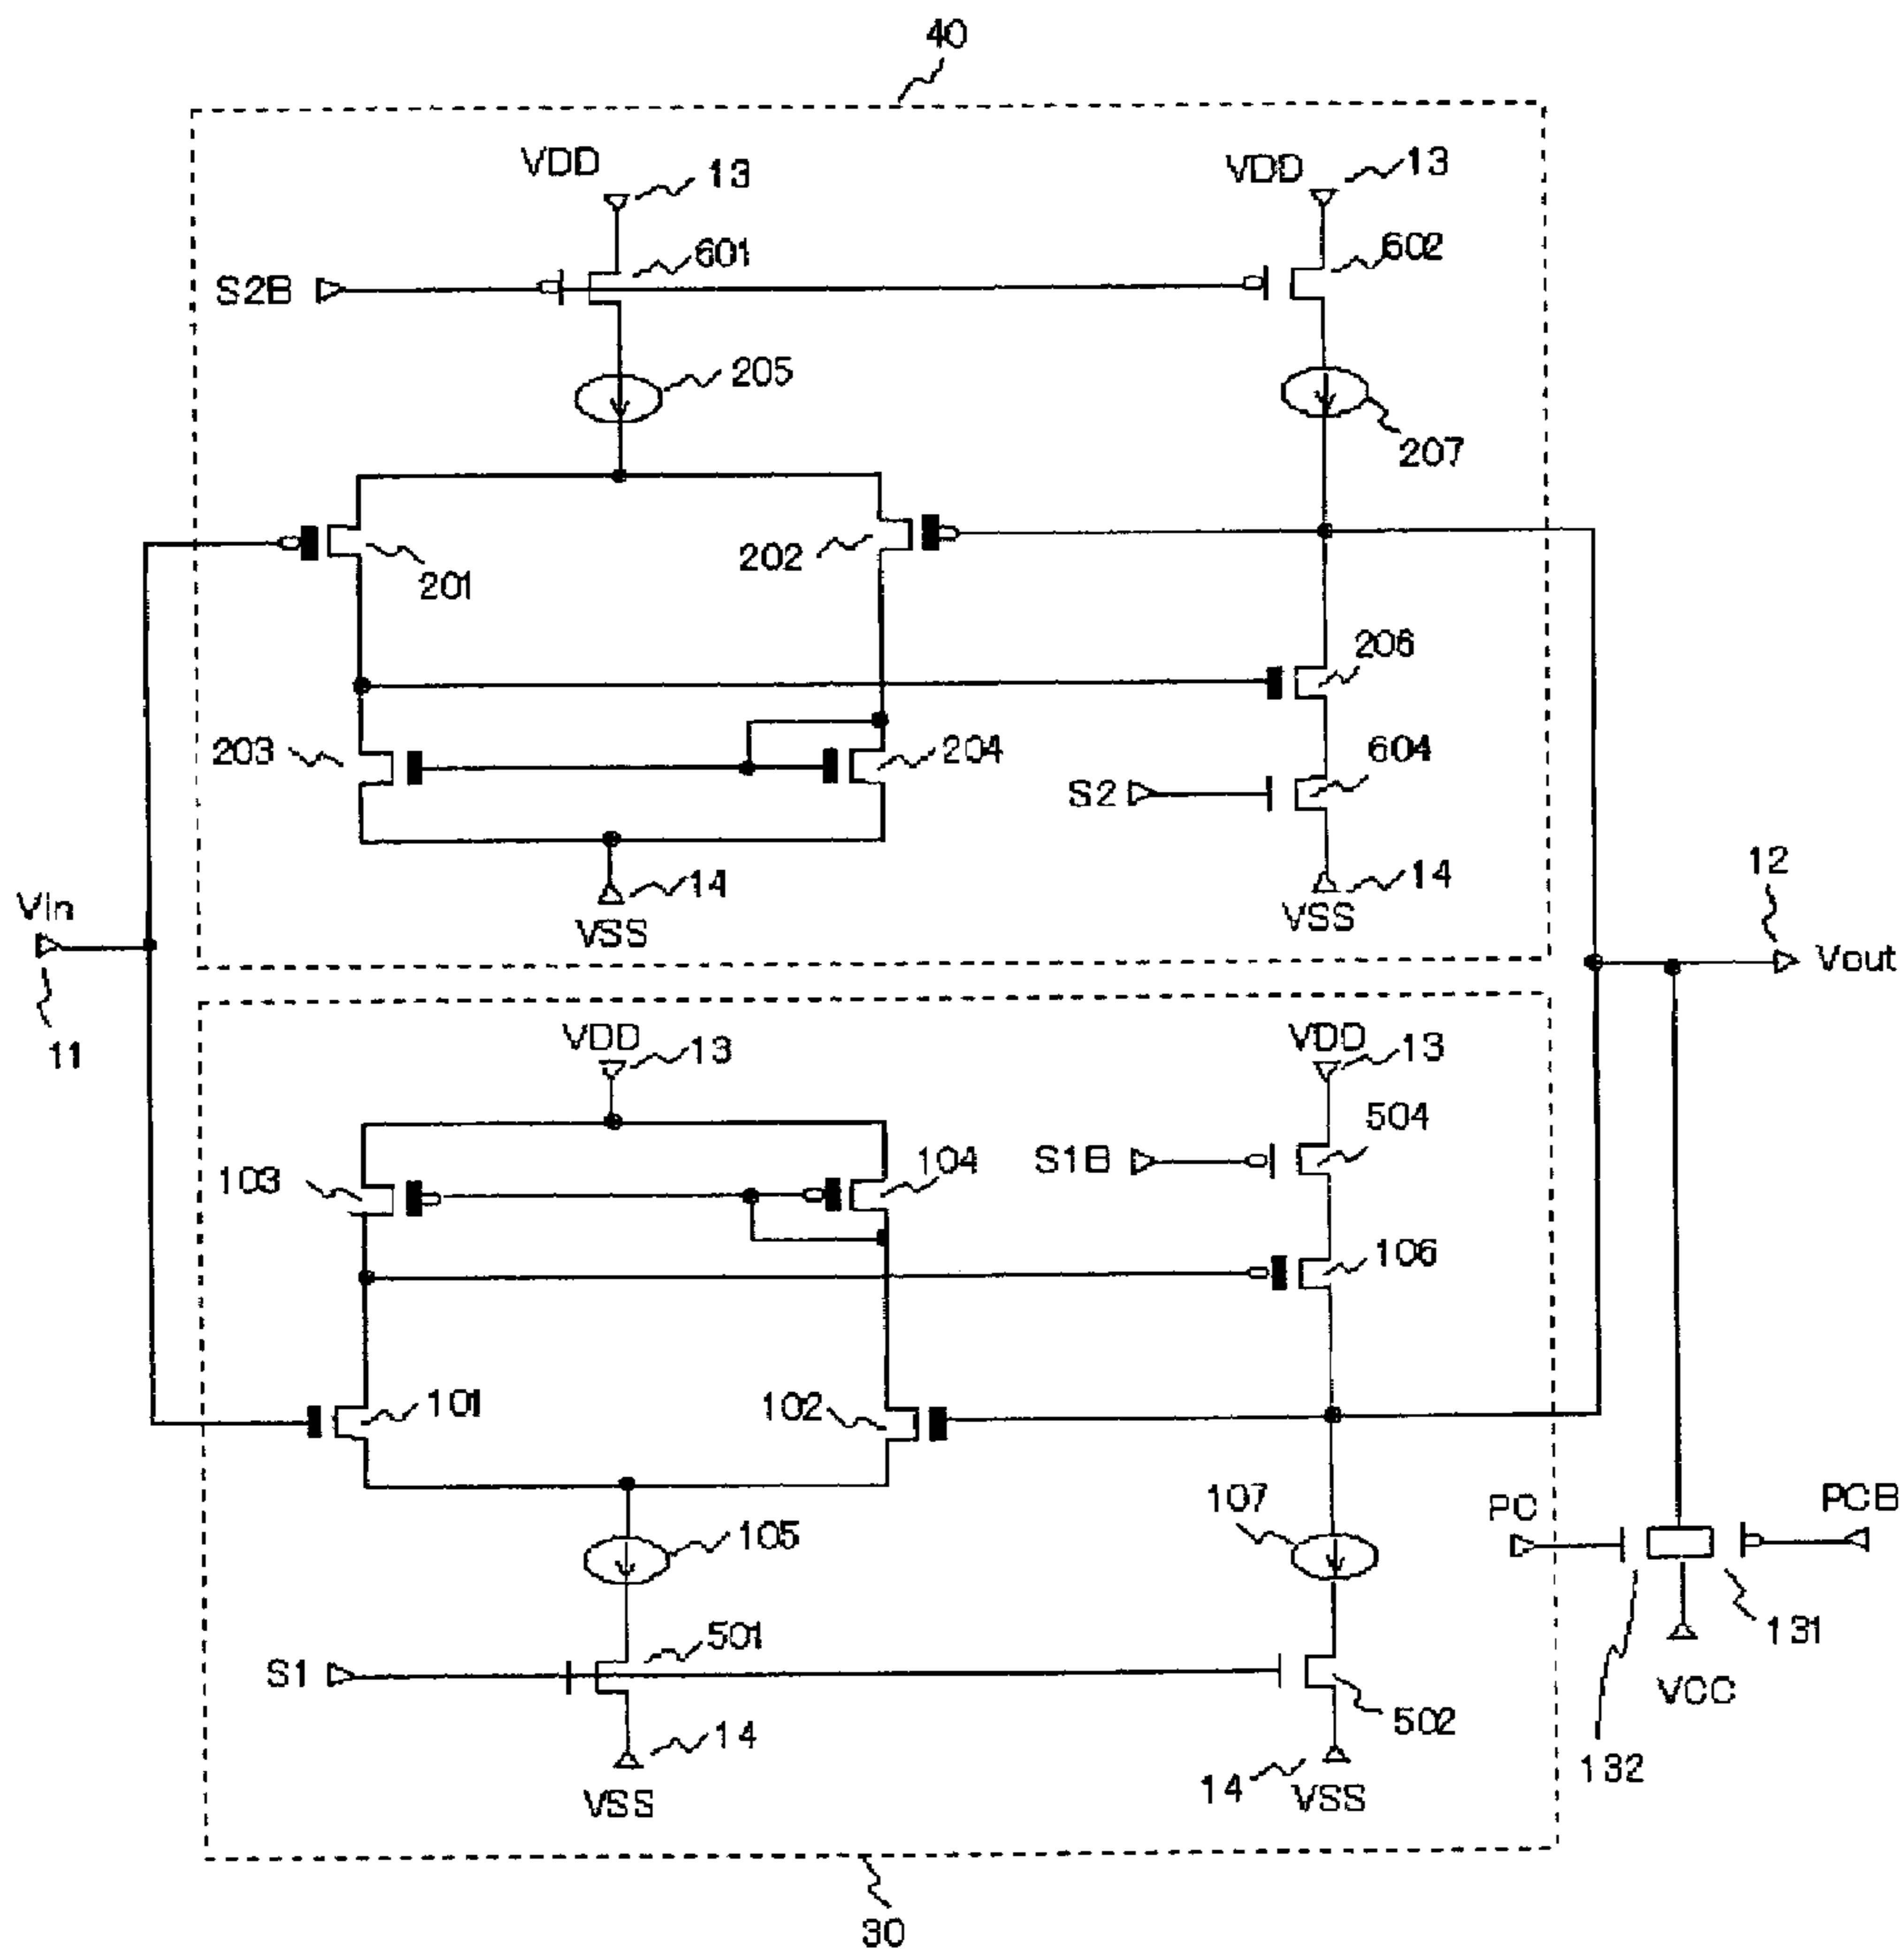 40
VDD 13 VDD 13
601 602
S2B
205
207
201 202
206
203 204 604
S2
14 14
VSS VSS
Vin 12
Vout
11
VDD 13 VDD 13
504
S1B
103 104
106
101 102
107 PC PCB
105
501 131
S1 VCC
14 502
132
VSS 14 VSS
30